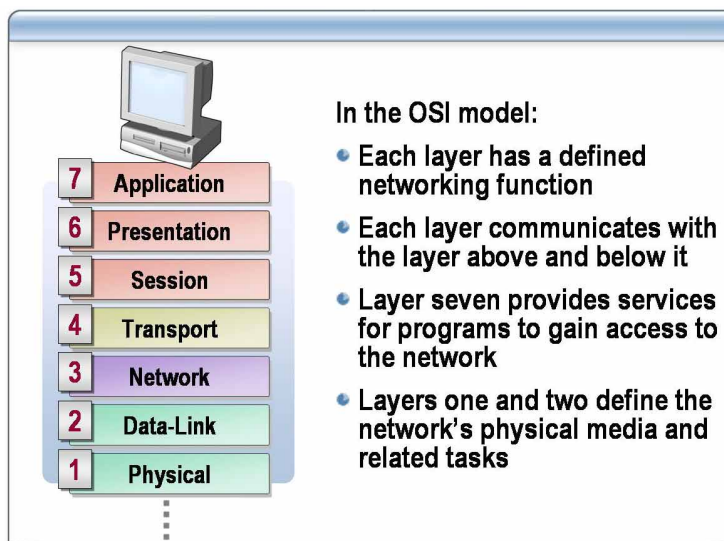 7 Application
6 Presentation
5 Session
4 Transport
3 Network
2 Data-Link
1 Physical
In the OSI model:
Each layer has a defined
networking function
Each layer communicates with
the layer above and below it
Layer seven provides services
for programs to gain access to
the network
Layers one and two define the
network's physical media and
related tasks